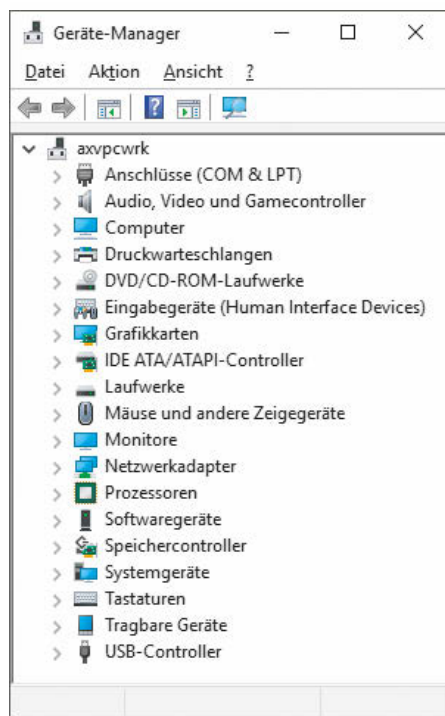 Geräte-Manager
Datei Aktion Ansicht ?
axvpcwrk
Anschlüsse (COM & LPT)
Audio, Video und Gamecontroller
Computer
Druckwarteschlangen
DVD/CD-ROM-Laufwerke
Eingabegeräte (Human Interface Devices)
Grafikkarten
IDE ATA/ATAPI-Controller
Laufwerke
Mäuse und andere Zeigegeräte
Monitore
Netzwerkadapter
Prozessoren
Softwaregeräte
Speichercontroller
Systemgeräte
Tastaturen
Tragbare Geräte
USB-Controller